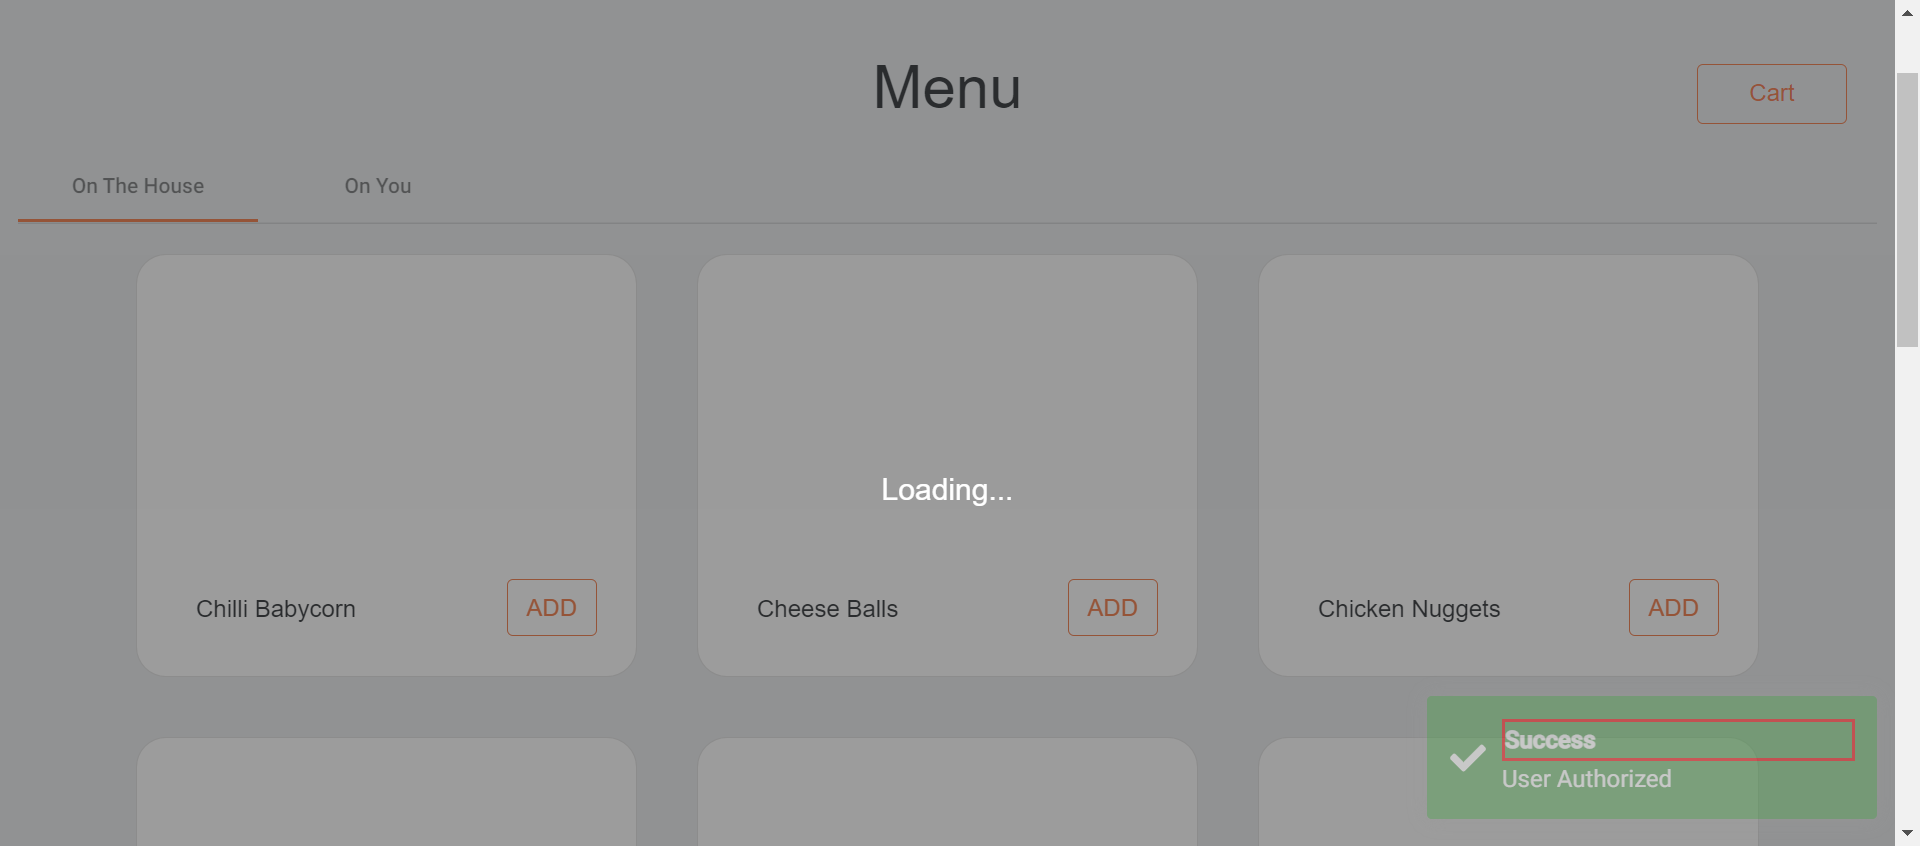 Menu
Cart
On The House
On You
Loading...
Chilli Babycorn
ADD
Cheese Balls
ADD
Chicken Nuggets
ADD
Success
User Authorized